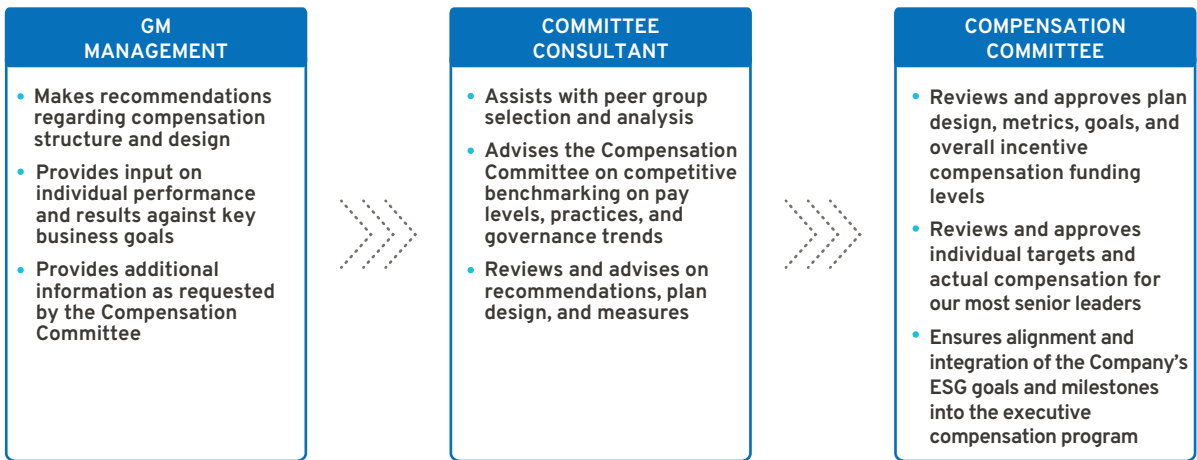 GM
MANAGEMENT
• Makes recommendations
regarding compensation
structure and design
• Provides input on
individual performance
and results against key
business goals
• Provides additional
information as requested
by the Compensation
Committee
COMMITTEE
CONSULTANT
• Assists with peer group
selection and analysis
• Advises the Compensation
Committee on competitive
benchmarking on pay
levels, practices, and
governance trends
• Reviews and advises on
recommendations, plan
design, and measures
COMPENSATION
COMMITTEE
• Reviews and approves plan
design, metrics, goals, and
overall incentive
compensation funding
levels
• Reviews and approves
individual targets and
actual compensation for
our most senior leaders
• Ensures alignment and
integration of the Company's
ESG goals and milestones
into the executive
compensation program